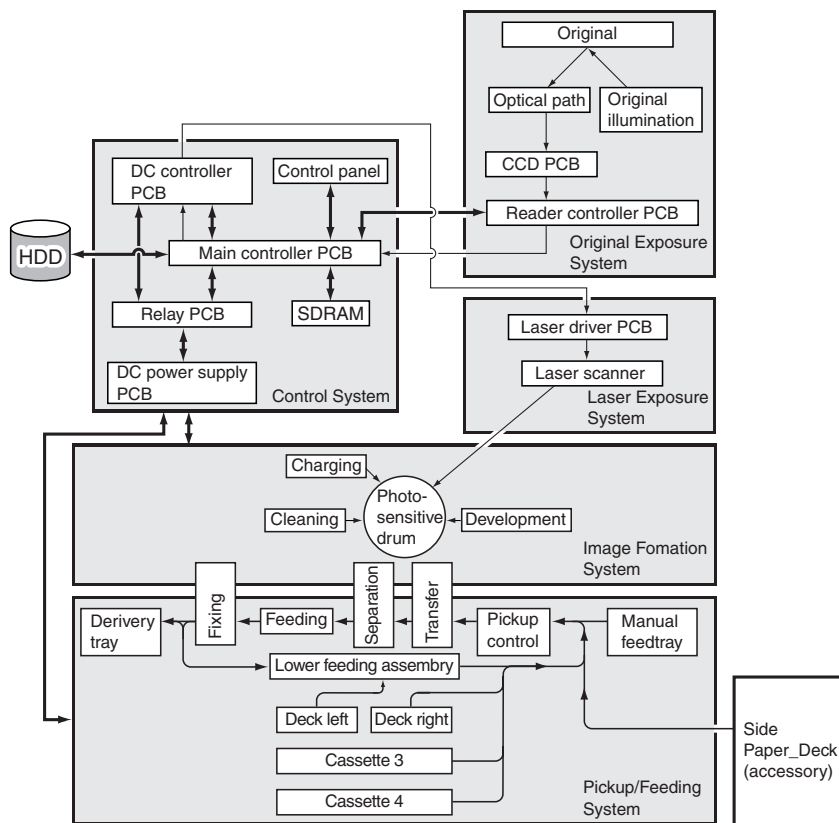 Original
Optical path
Original
illumination
CCD PCB
Reader controller PCB
Original Exposure
System
DC controller
PCB
Control panel
HDD
Main controller PCB
Relay PCB
SDRAM
DC power supply
PCB
Control System
Laser driver PCB
Laser scanner
Laser Exposure
System
Charging
Photo-
sensitive
drum
Cleaning
Development
Image Fomation
System
Derivery
tray
Fixing
Feeding
Separation
Transfer
Pickup
control
Manual
feedtray
Lower feeding assembry
Deck left
Deck right
Cassette 3
Cassette 4
Pickup/Feeding
System
Side
Paper_Deck
(accessory)